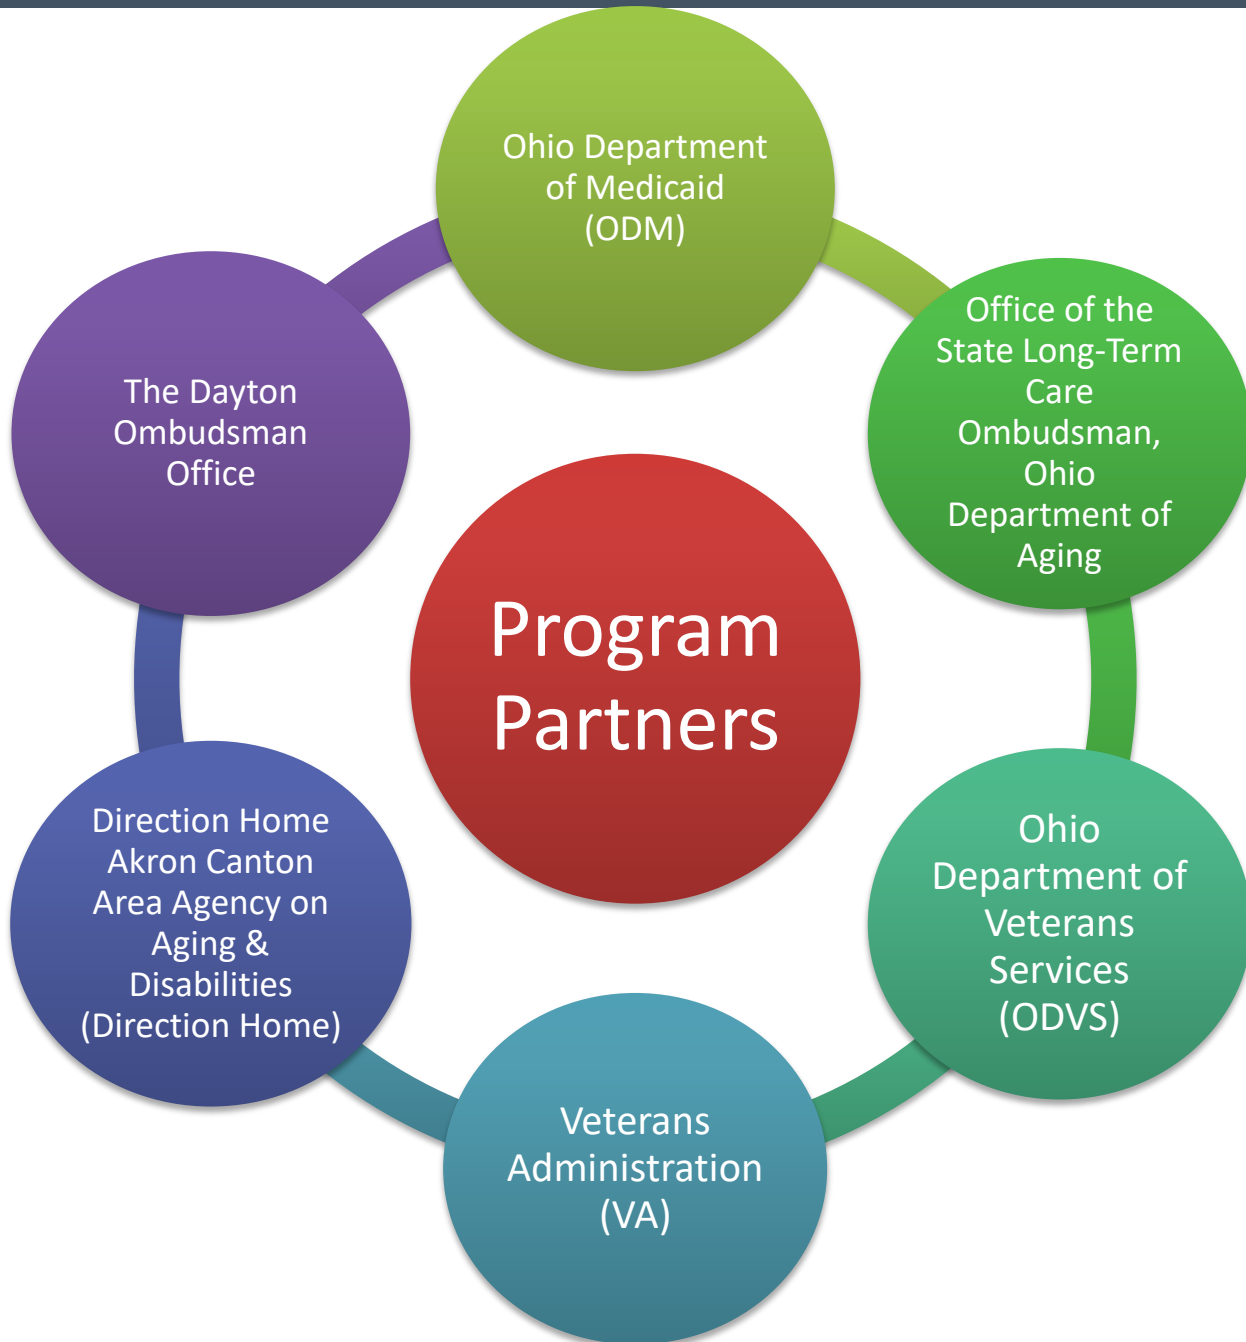 Ohio Department
of Medicaid
(ODM)
Office of the
State Long-Term
Care
Ombudsman,
Ohio
Department of
Aging
Ohio
Department of
Veterans
Services
(ODVS)
Veterans
Administration
(VA)
Direction Home
Akron Canton
Area Agency on
Aging &
Disabilities
(Direction Home)
The Dayton
Ombudsman
Office
Program
Partners